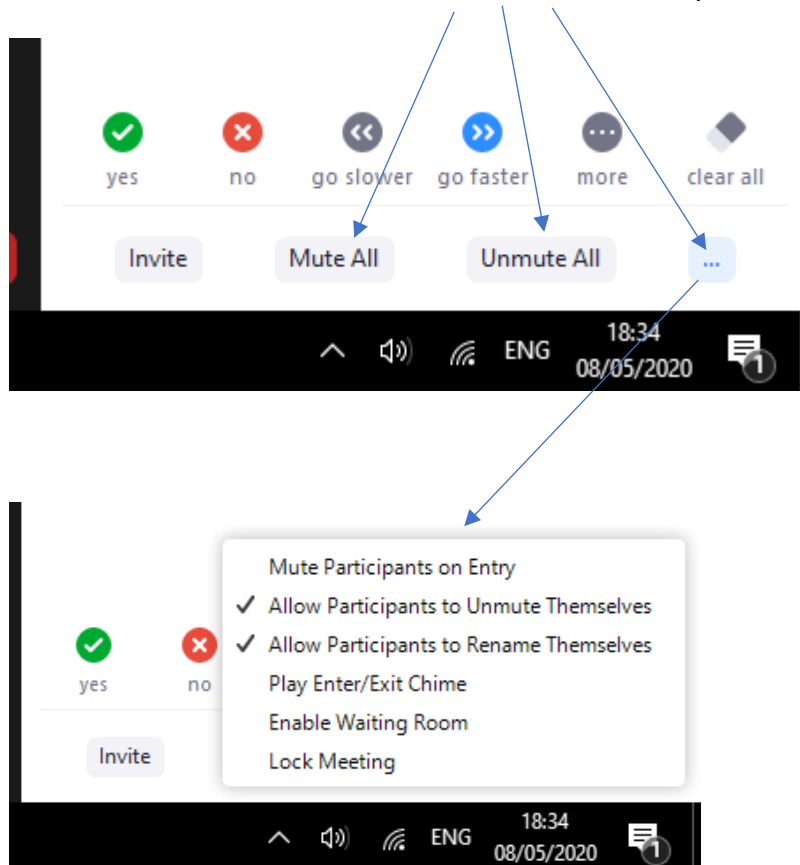 yes no go slower go faster more clear all
Invite Mute All Unmute All ...
18:34
ENG
08/05/2020
1
Mute Participants on Entry
✓ Allow Participants to Unmute Themselves
✓ Allow Participants to Rename Themselves
Play Enter/Exit Chime
Enable Waiting Room
Lock Meeting
yes no
Invite
18:34
ENG
08/05/2020
1